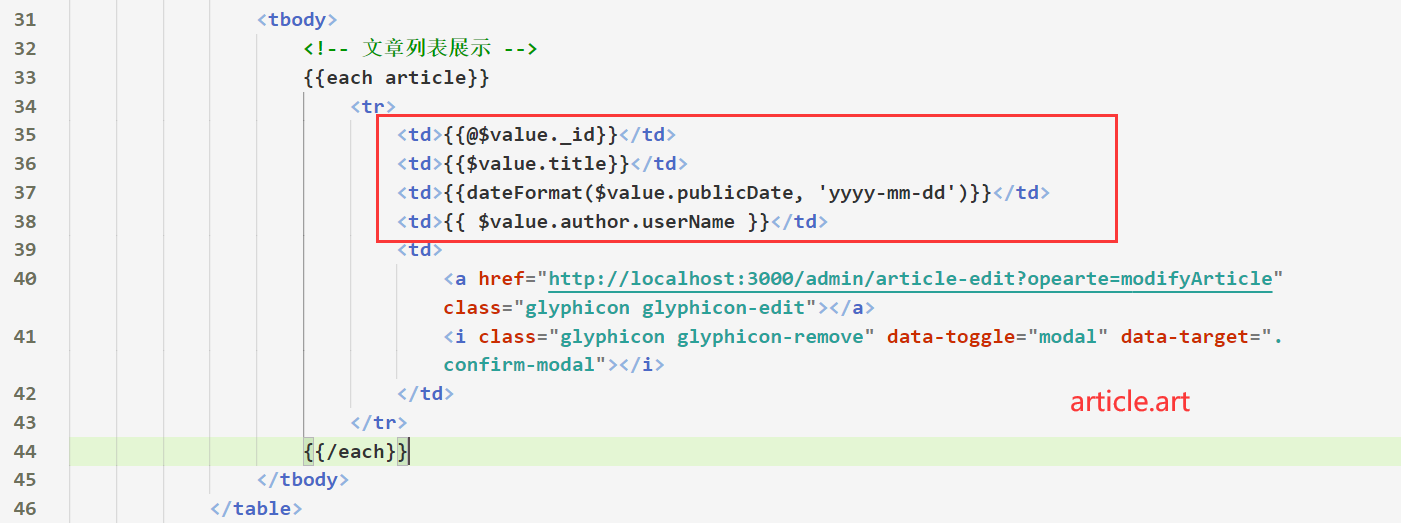 31 <tbody>
32 <!-- 文章列表展示 -->
33 {{each article}}
34 <tr>
35 <td>{{@$value._id}}</td>
36 <td>{{$value.title}}</td>
37 <td>{{dateFormat($value.publicDate, 'yyyy-mm-dd')}}</td>
38 <td>{{ $value.author.userName }}</td>
39 <td>
40 <a href="http://localhost:3000/admin/article-edit?opearte=modifyArticle"
class="glyphicon glyphicon-edit"></a>
41 <i class="glyphicon glyphicon-remove" data-toggle="modal" data-target=".
confirm-modal"></i>
42 </td>
article.art
43 </tr>
44 {{/each}}
45 </tbody>
46 </table>